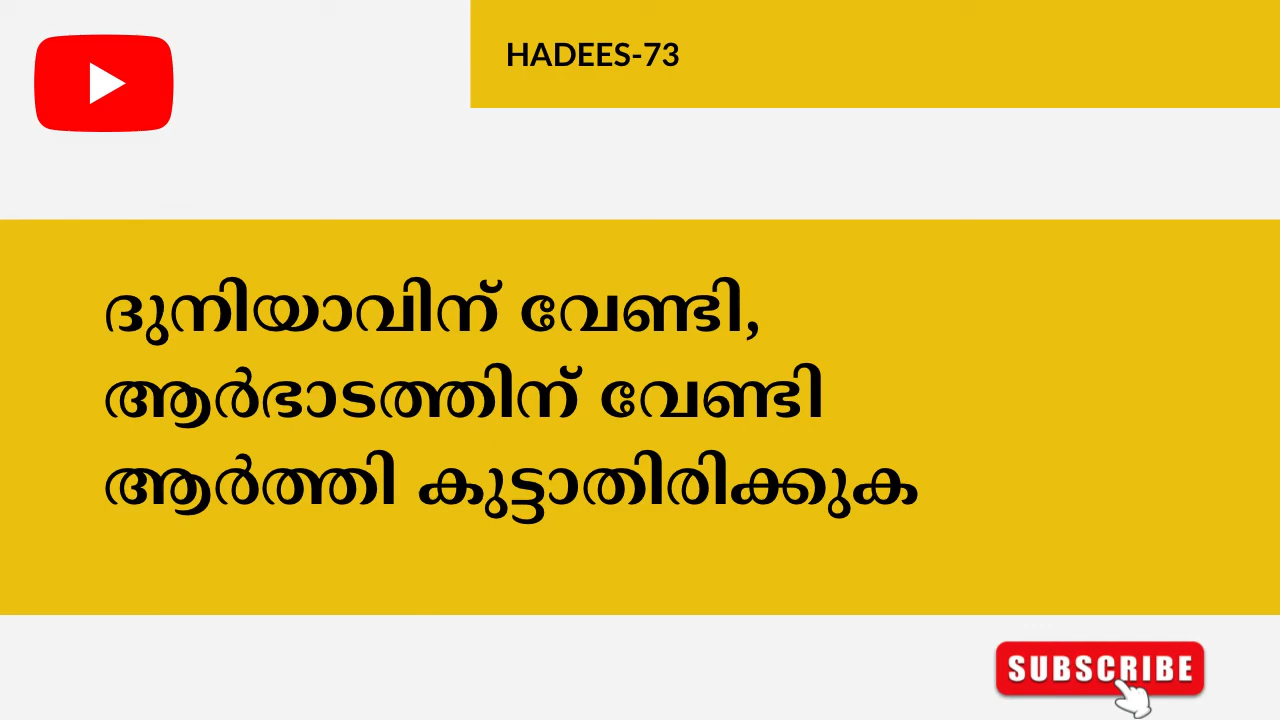 HADEES-73
ദുനിയാവിന് വേണ്ടി,
ആർഭാടത്തിന് വേണ്ടി
ആർത്തി കുട്ടാതിരിക്കുക
SUBSCRIBE